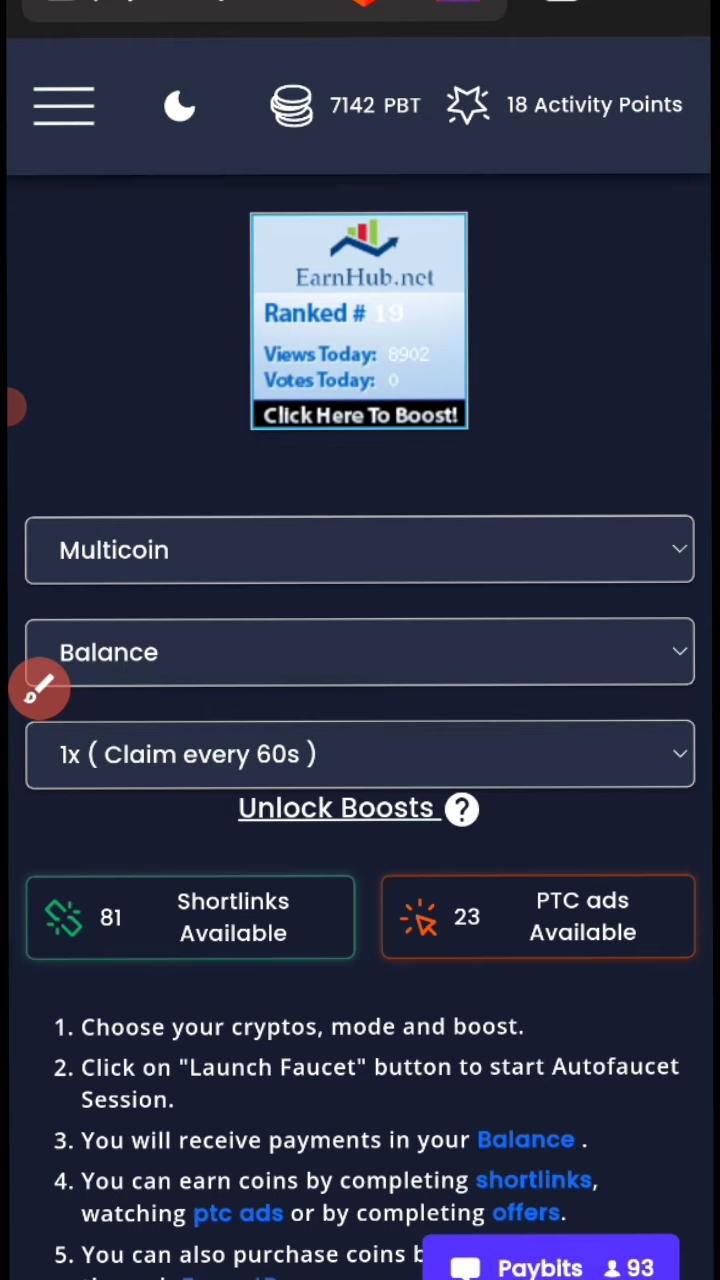 7142 PBT
18 Activity Points
EarnHub.net
Ranked # 19
Views Today: 8902
Votes Today: 0
Click Here To Boost!
Multicoin
Balance
1x ( Claim every 60s )
Unlock Boosts ?
81 Shortlinks
Available
23 PTC ads
Available
1. Choose your cryptos, mode and boost.
2. Click on "Launch Faucet" button to start Autofaucet
Session.
3. You will receive payments in your Balance .
4. You can earn coins by completing shortlinks,
watching ptc ads or by completing offers.
5. You can also purchase coins
Paybits 93